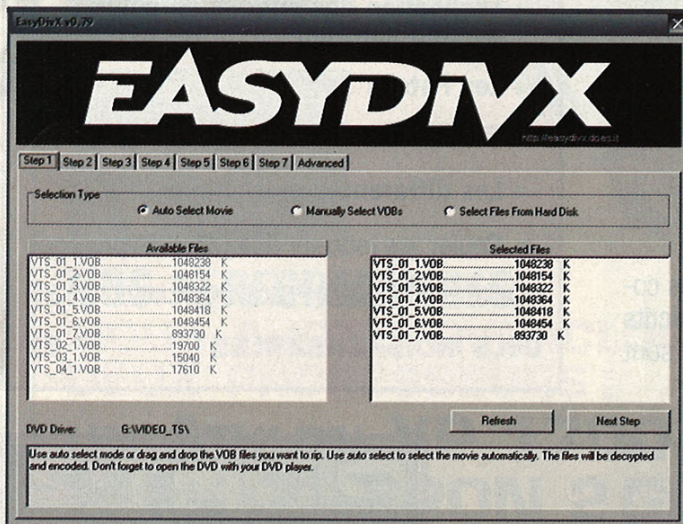 EasyDivX v0.79
EASYDIVX
http://easydivx.does.it
Step 1 Step 2 Step 3 Step 4 Step 5 Step 6 Step 7 Advanced
Selection Type
Auto Select Movie Manually Select VOBs Select Files From Hard Disk
Available Files
VTS_01_1.VOB........................1048238 K
VTS_01_2.VOB........................1048154 K
VTS_01_3.VOB........................1048322 K
VTS_01_4.VOB........................1048364 K
VTS_01_5.VOB........................1048418 K
VTS_01_6.VOB........................1048454 K
VTS_01_7.VOB........................893730 K
VTS_02_1.VOB........................19700 K
VTS_03_1.VOB........................15040 K
VTS_04_1.VOB........................17610 K
Selected Files
VTS_01_1.VOB........................1048238 K
VTS_01_2.VOB........................1048154 K
VTS_01_3.VOB........................1048322 K
VTS_01_4.VOB........................1048364 K
VTS_01_5.VOB........................1048418 K
VTS_01_6.VOB........................1048454 K
VTS_01_7.VOB........................893730 K
Refresh Next Step
DVD Drive: G:\VIDEO_TS\
Use auto select mode or drag and drop the VOB files you want to rip. Use auto select to select the movie automatically. The files will be decrypted
and encoded. Don't forget to open the DVD with your DVD player.